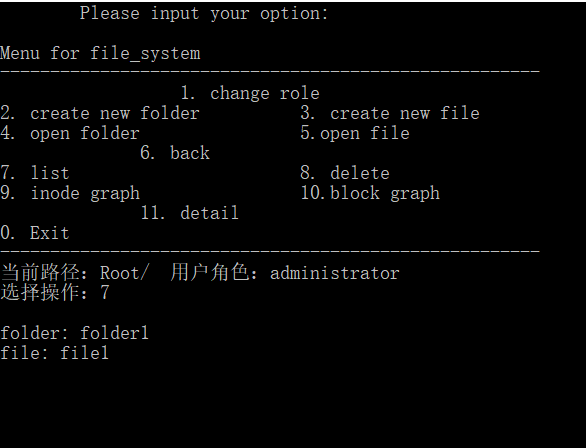 Please input your option:
Menu for file_system
------------------------------------------------------
1. change role
2. create new folder 3. create new file
4. open folder 5.open file
6. back
7. list 8. delete
9. inode graph 10.block graph
11. detail
0. Exit
------------------------------------------------------
当前路径：Root/ 用户角色：administrator
选择操作：7
folder: folder1
file: file1